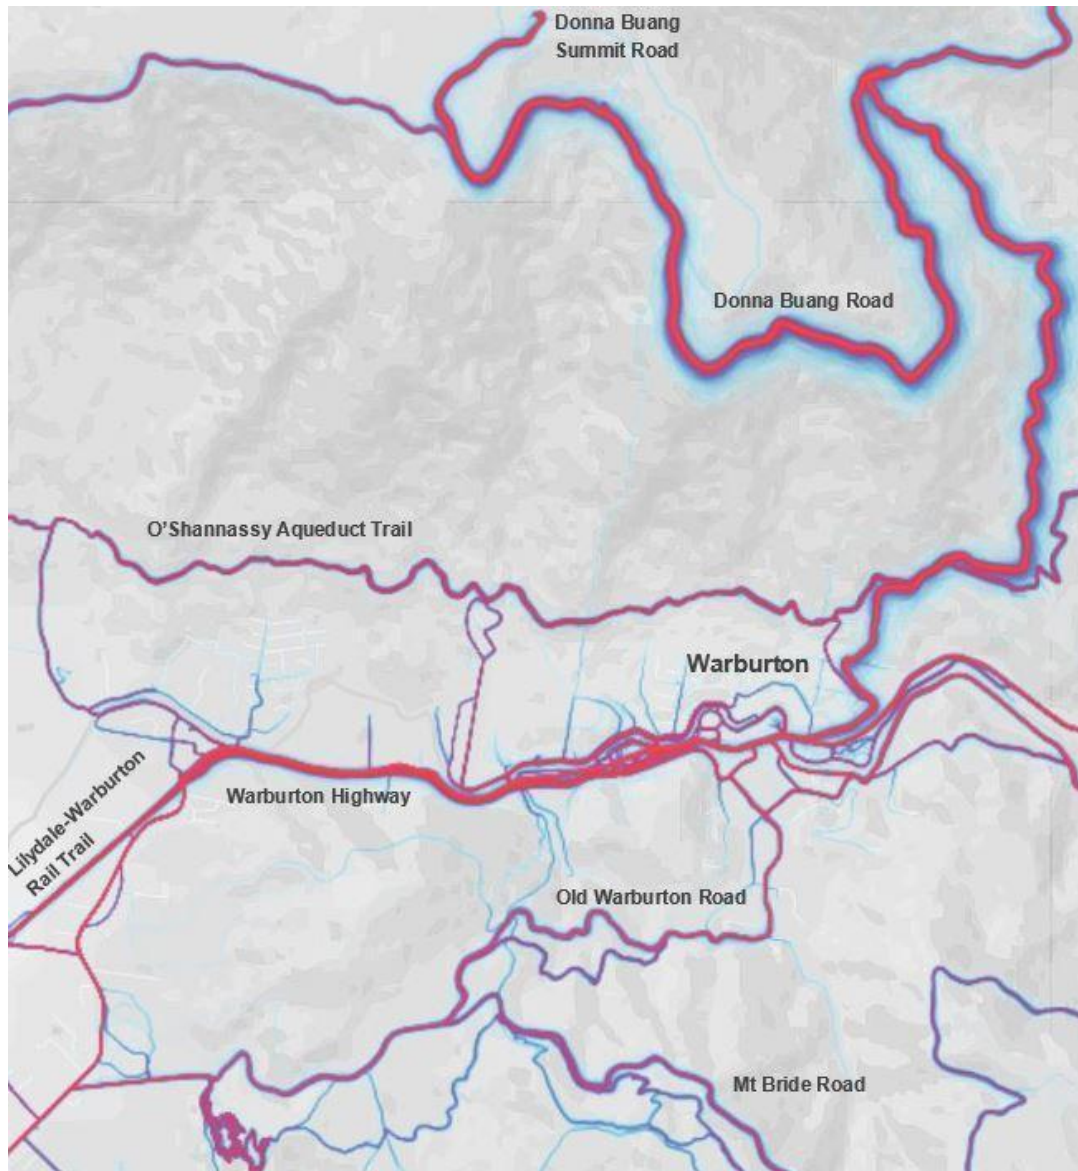 Donna Buang
Summit Road
Donna Buang Road
O'Shannassy Aqueduct Trail
Warburton
Lilydale-Warburton
Rail Trail
Warburton Highway
Old Warburton Road
Mt Bride Road